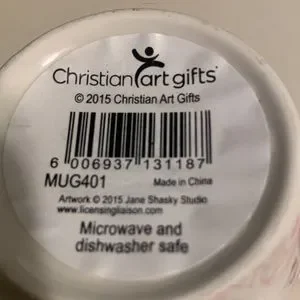 Christian art gifts®
© 2015 Christian Art Gifts
6 006937 131187
MUG401 Made in China
Artwork © 2015 Jane Shasky Studio
www.licensingliaison.com
Microwave and
dishwasher safe